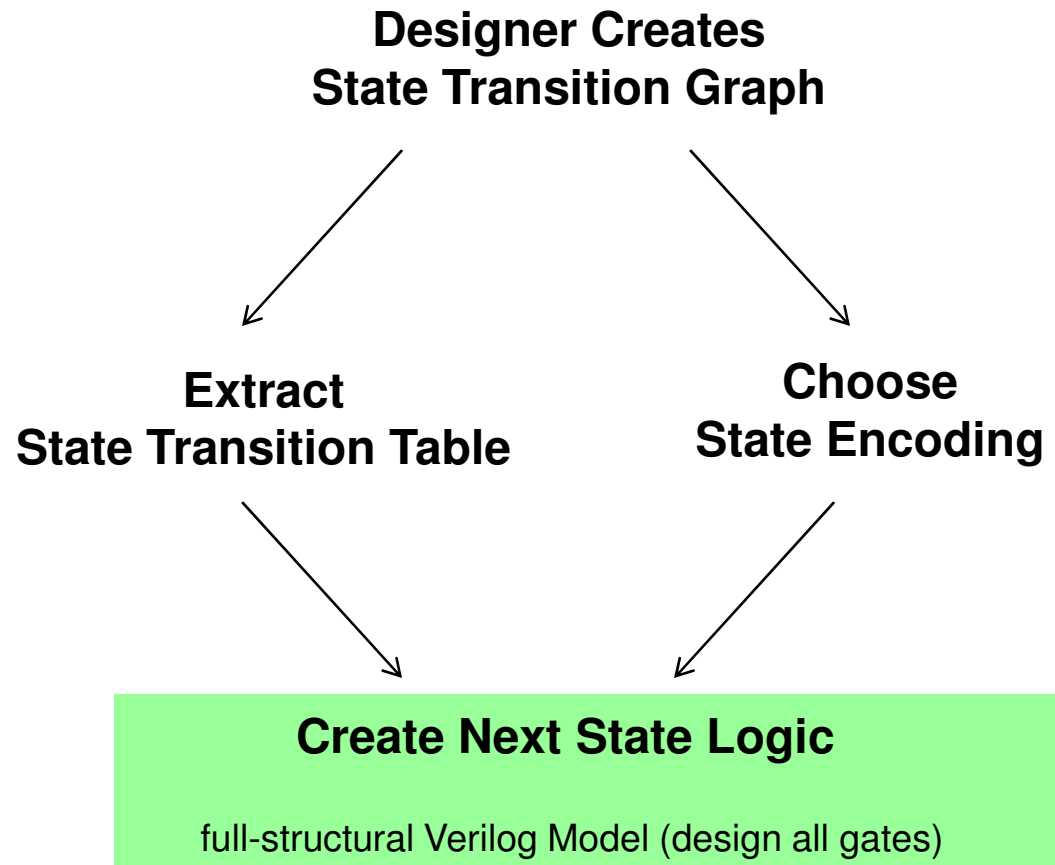 Designer Creates
State Transition Graph
Extract
State Transition Table
Choose
State Encoding
Create Next State Logic
full-structural Verilog Model (design all gates)